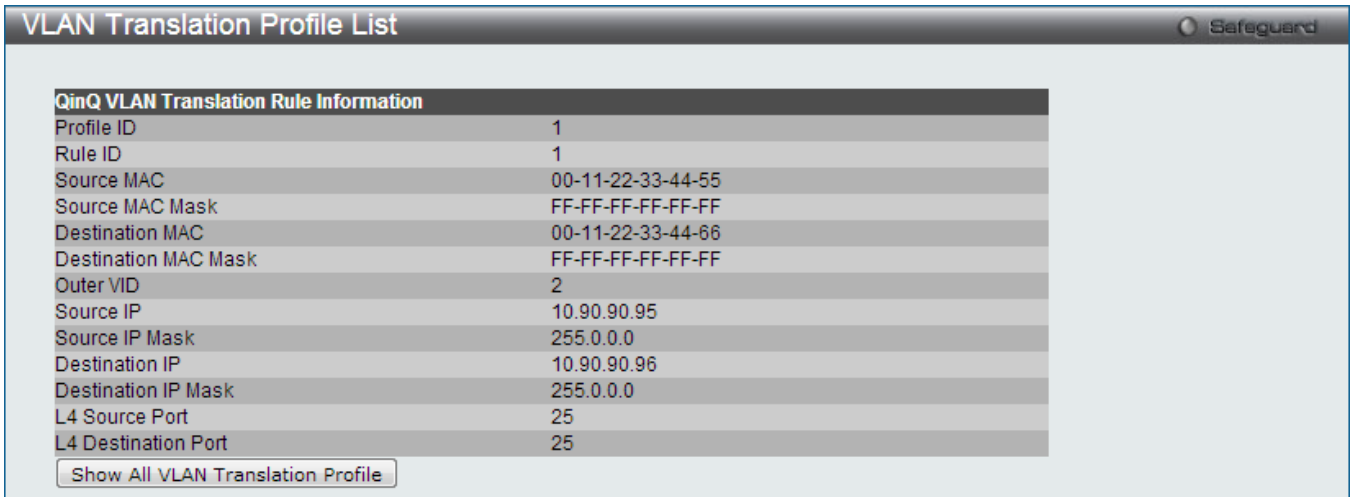 VLAN Translation Profile List
Safeguard
QinQ VLAN Translation Rule Information
Profile ID 1
Rule ID 1
Source MAC 00-11-22-33-44-55
Source MAC Mask FF-FF-FF-FF-FF-FF
Destination MAC 00-11-22-33-44-66
Destination MAC Mask FF-FF-FF-FF-FF-FF
Outer VID 2
Source IP 10.90.90.95
Source IP Mask 255.0.0.0
Destination IP 10.90.90.96
Destination IP Mask 255.0.0.0
L4 Source Port 25
L4 Destination Port 25
Show All VLAN Translation Profile